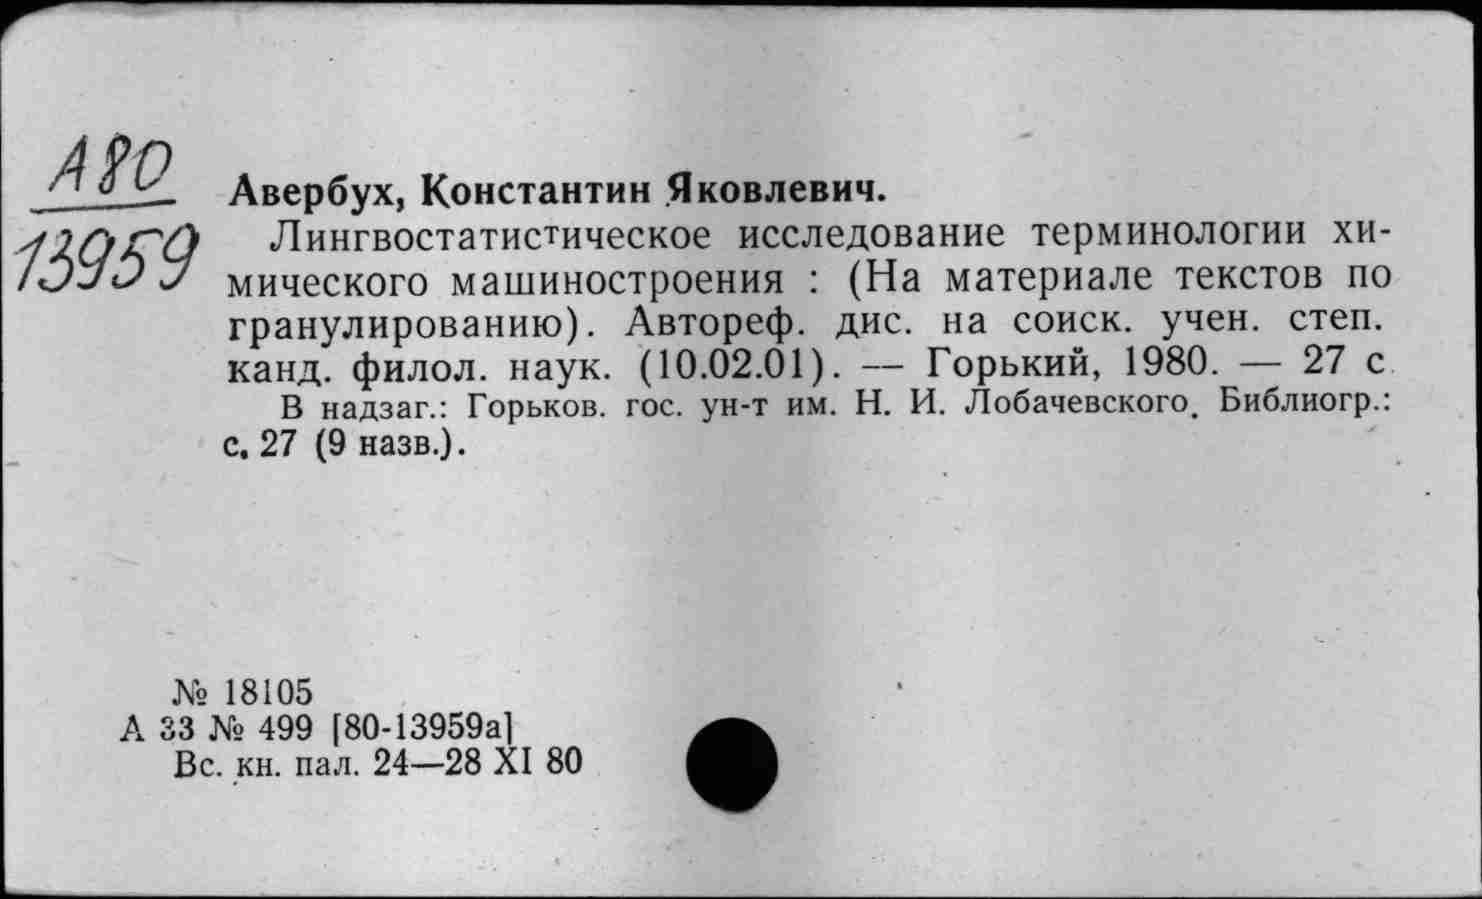 А80
13959
Авербух, Константин Яковлевич.
Лингвостатистическое исследование терминологии хи-
мического машиностроения : (На материале текстов по
гранулированию). Автореф. дис. на соиск. учен. степ.
канд. филол. наук. (10.02.01). — Горький, 1980. — 27 с
В надзаг.: Горьков. гос. ун-т им. Н. И. Лобачевского. Библиогр.:
с. 27 (9 назв.).
№ 18105
А 33 № 499 [80-13959а]
Вс. кн. пал. 24—28 XI 80